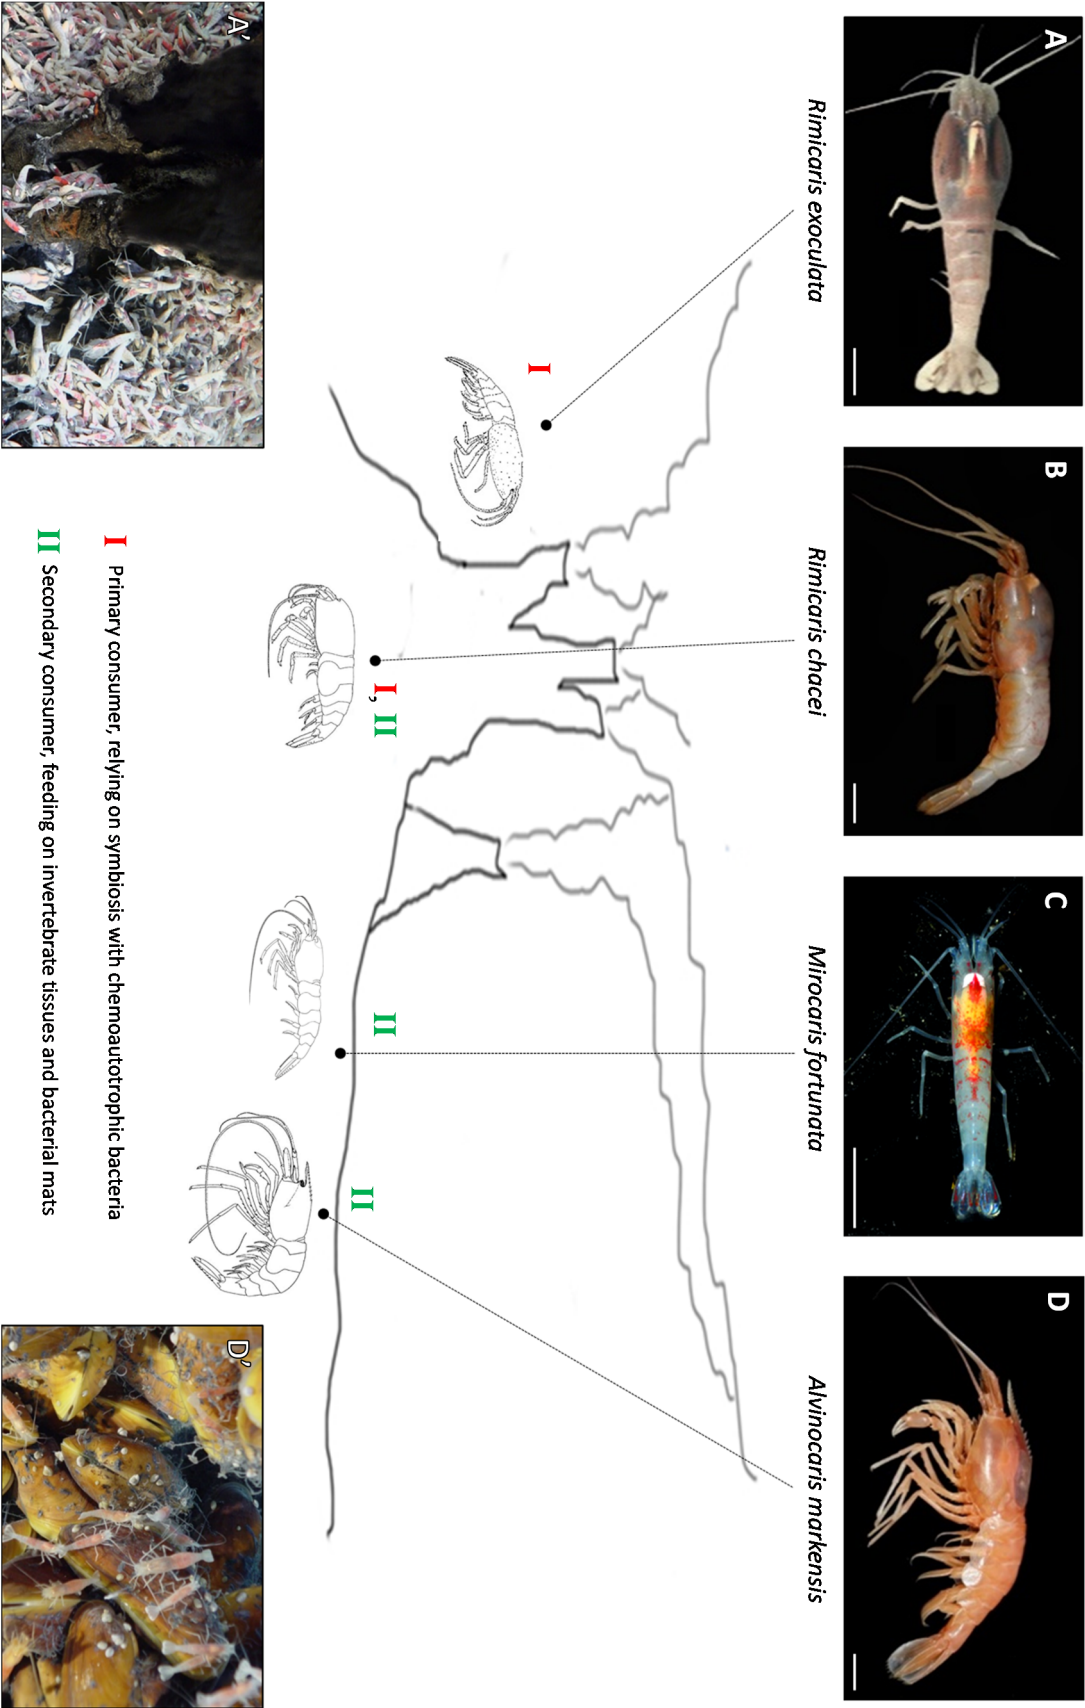 A
B
C
D
Rimicaris exoculata
Rimicaris chacei
Mirocaris fortunata
Alvinocaris markensis
I
I, II
II
II
A'
I Primary consumer, relying on symbiosis with chemoautotrophic bacteria
II Secondary consumer, feeding on invertebrate tissues and bacterial mats
D'